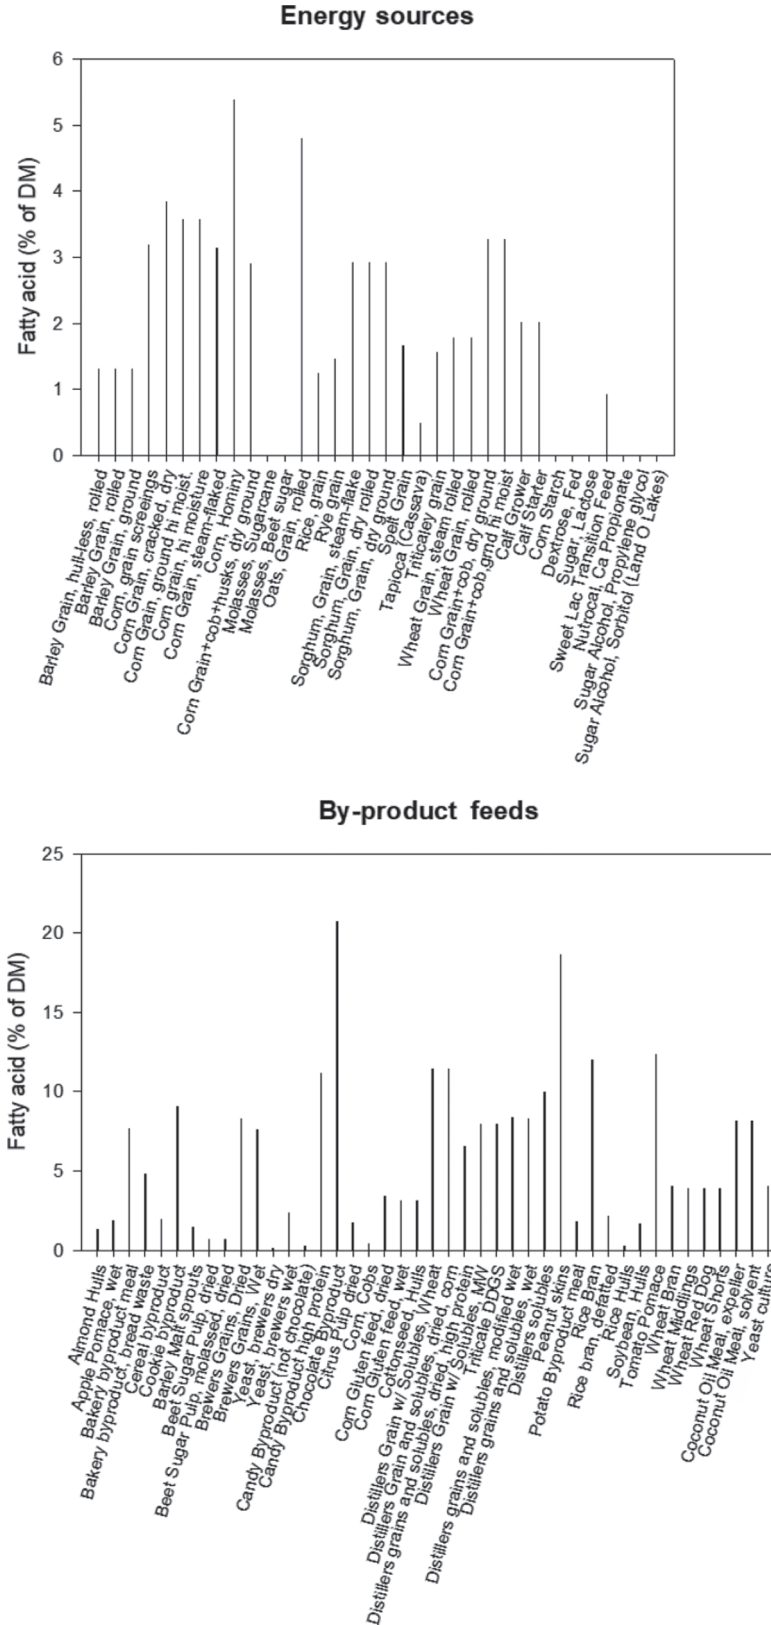 Energy sources
6
5
4
3
2
1
0
Fatty acid (% of DM)
Barley Grain, hull-less, rolled
Barley Grain, rolled
Barley Grain, ground
Corn, grain screeings
Corn Grain, cracked, dry
Corn Grain, ground hi moist.
Corn grain, hi moisture
Corn Grain, steam-flaked
Corn, Hominy
Corn Grain+cob+husks, dry ground
Molasses, Sugarcane
Molasses, Beet sugar
Oats, Grain, rolled
Rice, grain
Rye grain
Sorghum, Grain, steam-flake
Sorghum, Grain, dry rolled
Sorghum, Grain, dry ground
Spelt Grain
Tapioca (Cassava)
Triticaley grain
Wheat Grain, steam rolled
Wheat Grain, rolled
Corn Grain+cob, dry ground
Corn Grain+cob,grnd hi moist
Calf Grower
Calf Starter
Corn Starch
Dextrose, Fed
Sugar, Lactose
Sweet Lac Transition Feed
Nutrocal, Ca Propionate
Sugar Alcohol, Propylene glycol
Sugar Alcohol, Sorbitol (Land O Lakes)
By-product feeds
25
20
15
10
5
0
Fatty acid (% of DM)
Almond Hulls
Apple Pomace, wet
Bakery byproduct meal
Bakery byproduct, bread waste
Cereal byproduct
Cookie byproduct
Barley Malt sprouts
Beet Sugar Pulp, dried
Beet Sugar Pulp, molassed, dried
Brewers Grains, Dried
Brewers Grains, Wet
Yeast, brewers dry
Yeast, brewers wet
Candy Byproduct (not chocolate)
Candy Byproduct high protein
Chocolate Byproduct
Citrus Pulp dried
Corn, Cobs
Corn Gluten feed, dried
Corn Gluten feed, wet
Cottonseed, Hulls
Distillers Grain w/ Solubles, Wheat
Distillers Grain and solubles, dried, corn
Distillers grains and solubles, dried, high protein
Distillers Grain w/ Solubles, MW
Triticale DDGS
Distillers grains and solubles, modified wet
Distillers grains and solubles, wet
Distillers solubles
Peanut skins
Potato Byproduct meal
Rice Bran
Rice bran, defatted
Rice Hulls
Soybean, Hulls
Tomato Pomace
Wheat Bran
Wheat Middlings
Wheat Red Dog
Wheat Shorts
Coconut Oil Meal, expeller
Coconut Oil Meal, solvent
Yeast culture